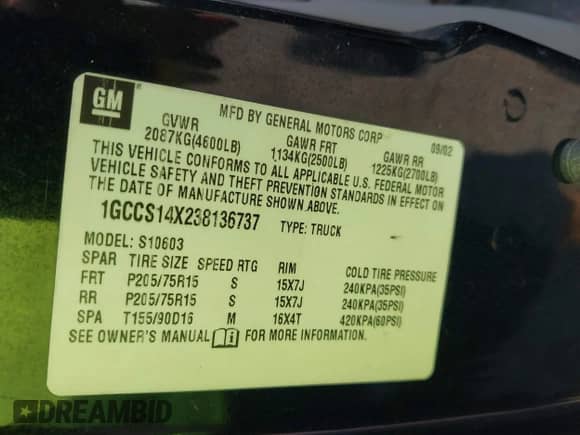 GM
MFD BY GENERAL MOTORS CORP 09/02
GVWR GAWR FRT GAWR RR
2087KG(4600LB) 1,134KG(2500LB) 1225KG(2700LB)
THIS VEHICLE CONFORMS TO ALL APPLICABLE U.S. FEDERAL MOTOR
VEHICLE SAFETY AND THEFT PREVENTION STANDARDS IN EFFECT ON
THE DATE OF MANUFACTURE SHOWN ABOVE.
1GCCS14X238136737 TYPE: TRUCK
MODEL: S10603
SPAR TIRE SIZE SPEED RTG RIM COLD TIRE PRESSURE
FRT P205/75R15 S 15X7J 240KPA(35PSI)
RR P205/75R15 S 15X7J 240KPA(35PSI)
SPA T155/90D16 M 16X4T 420KPA(60PSI)
SEE OWNER'S MANUAL FOR MORE INFORMATION.
DREAMBID